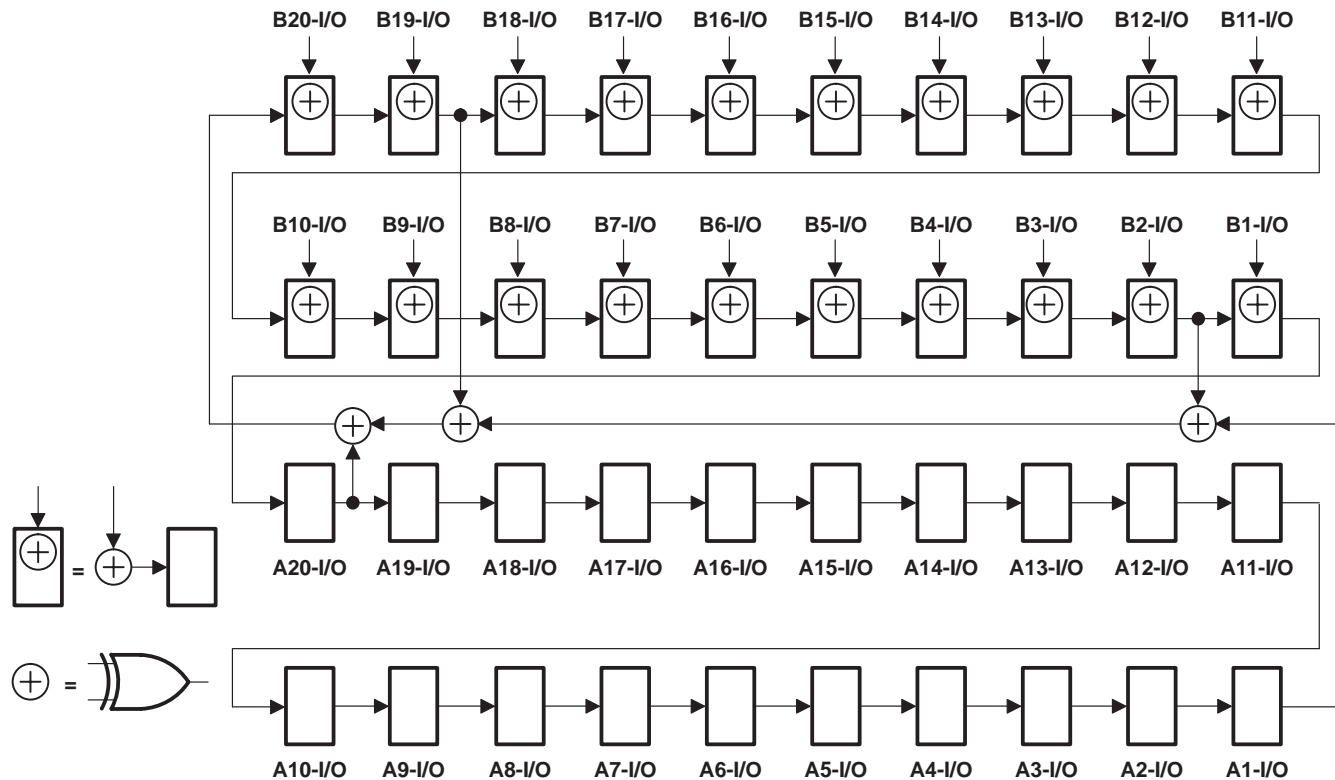 B20-I/O B19-I/O B18-I/O B17-I/O B16-I/O B15-I/O B14-I/O B13-I/O B12-I/O B11-I/O
B10-I/O B9-I/O B8-I/O B7-I/O B6-I/O B5-I/O B4-I/O B3-I/O B2-I/O B1-I/O
=
A20-I/O A19-I/O A18-I/O A17-I/O A16-I/O A15-I/O A14-I/O A13-I/O A12-I/O A11-I/O
=
A10-I/O A9-I/O A8-I/O A7-I/O A6-I/O A5-I/O A4-I/O A3-I/O A2-I/O A1-I/O